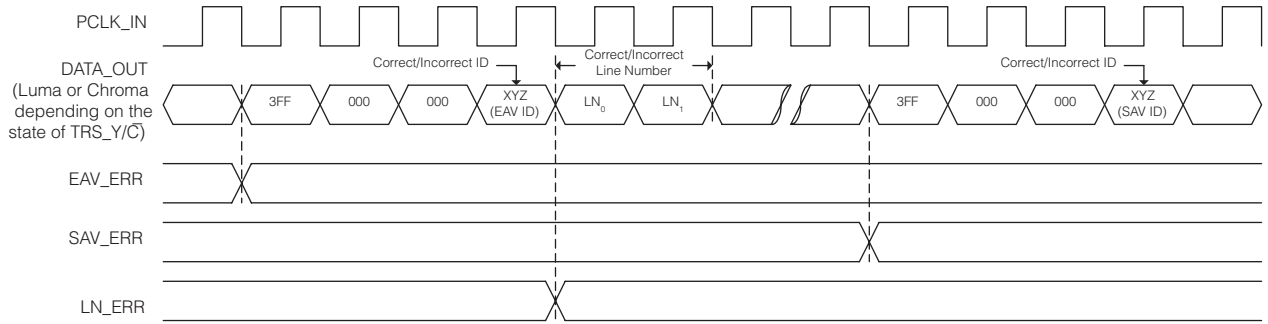 PCLK_IN
Correct/Incorrect ID
Correct/Incorrect
Line Number
Correct/Incorrect ID
DATA_OUT
(Luma or Chroma
depending on the
state of TRS_Y/C̅)
3FF 000 000 XYZ
(EAV ID) LN₀ LN₁ 3FF 000 000 XYZ
(SAV ID)
EAV_ERR
SAV_ERR
LN_ERR